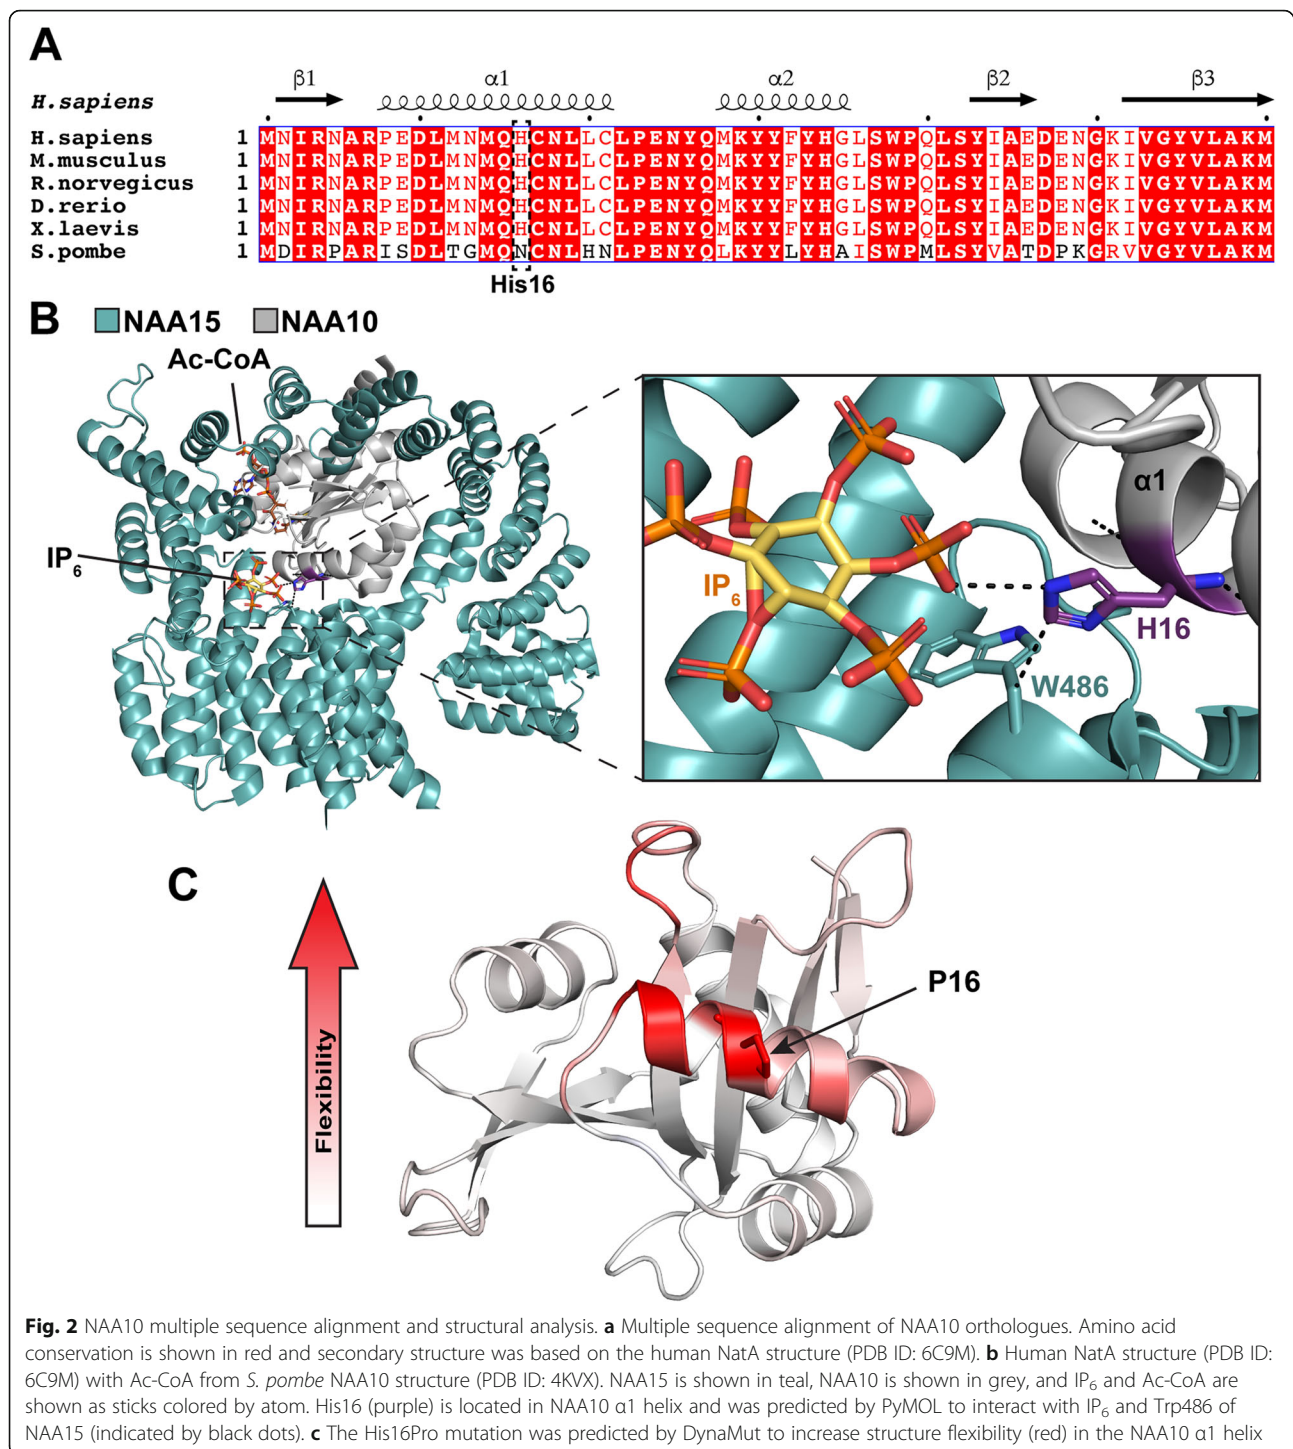 A
β1 α1 α2 β2 β3
H.sapiens
H.sapiens 1 MNIRNARPEDLMNMQHCNLLCLPENYQMKYYFYHGLSWPQLSYIAEDENGKIVGYVLAKM
M.musculus 1 MNIRNARPEDLMNMQHCNLLCLPENYQMKYYFYHGLSWPQLSYIAEDENGKIVGYVLAKM
R.norvegicus 1 MNIRNARPEDLMNMQHCNLLCLPENYQMKYYFYHGLSWPQLSYIAEDENGKIVGYVLAKM
D.rerio 1 MNIRNARPEDLMNMQHCNLLCLPENYQMKYYFYHGLSWPQLSYIAEDENGKIVGYVLAKM
X.laevis 1 MNIRNARPEDLMNMQHCNLLCLPENYQMKYYFYHGLSWPQLSYIAEDENGKIVGYVLAKM
S.pombe 1 MDIRPARISDLTGMQNCNLHNLPENYQLKYYLYHAISWPMLSYVATDPKGRVVGYVLAKM
His16
B NAA15 NAA10
Ac-CoA
IP6
α1
IP6
H16
W486
C
P16
Flexibility
Fig. 2 NAA10 multiple sequence alignment and structural analysis. a Multiple sequence alignment of NAA10 orthologues. Amino acid
conservation is shown in red and secondary structure was based on the human NatA structure (PDB ID: 6C9M). b Human NatA structure (PDB ID:
6C9M) with Ac-CoA from S. pombe NAA10 structure (PDB ID: 4KVX). NAA15 is shown in teal, NAA10 is shown in grey, and IP6 and Ac-CoA are
shown as sticks colored by atom. His16 (purple) is located in NAA10 α1 helix and was predicted by PyMOL to interact with IP6 and Trp486 of
NAA15 (indicated by black dots). c The His16Pro mutation was predicted by DynaMut to increase structure flexibility (red) in the NAA10 α1 helix